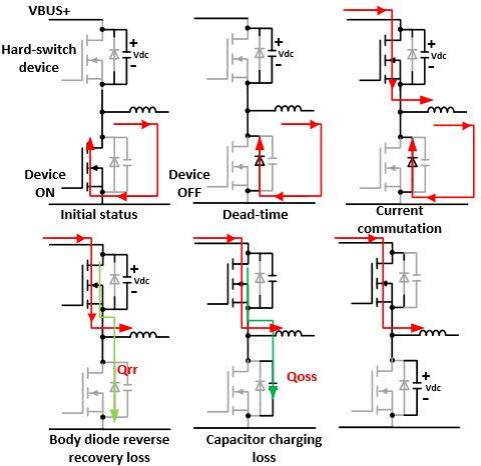 VBUS+
Hard-switch
device
+
Vdc
-
+
Vdc
-
+
Vdc
-
Device
ON
Device
OFF
Initial status
Dead-time
Current
commutation
+
Vdc
-
Qrr
Qoss
+
Vdc
-
Body diode reverse
recovery loss
Capacitor charging
loss